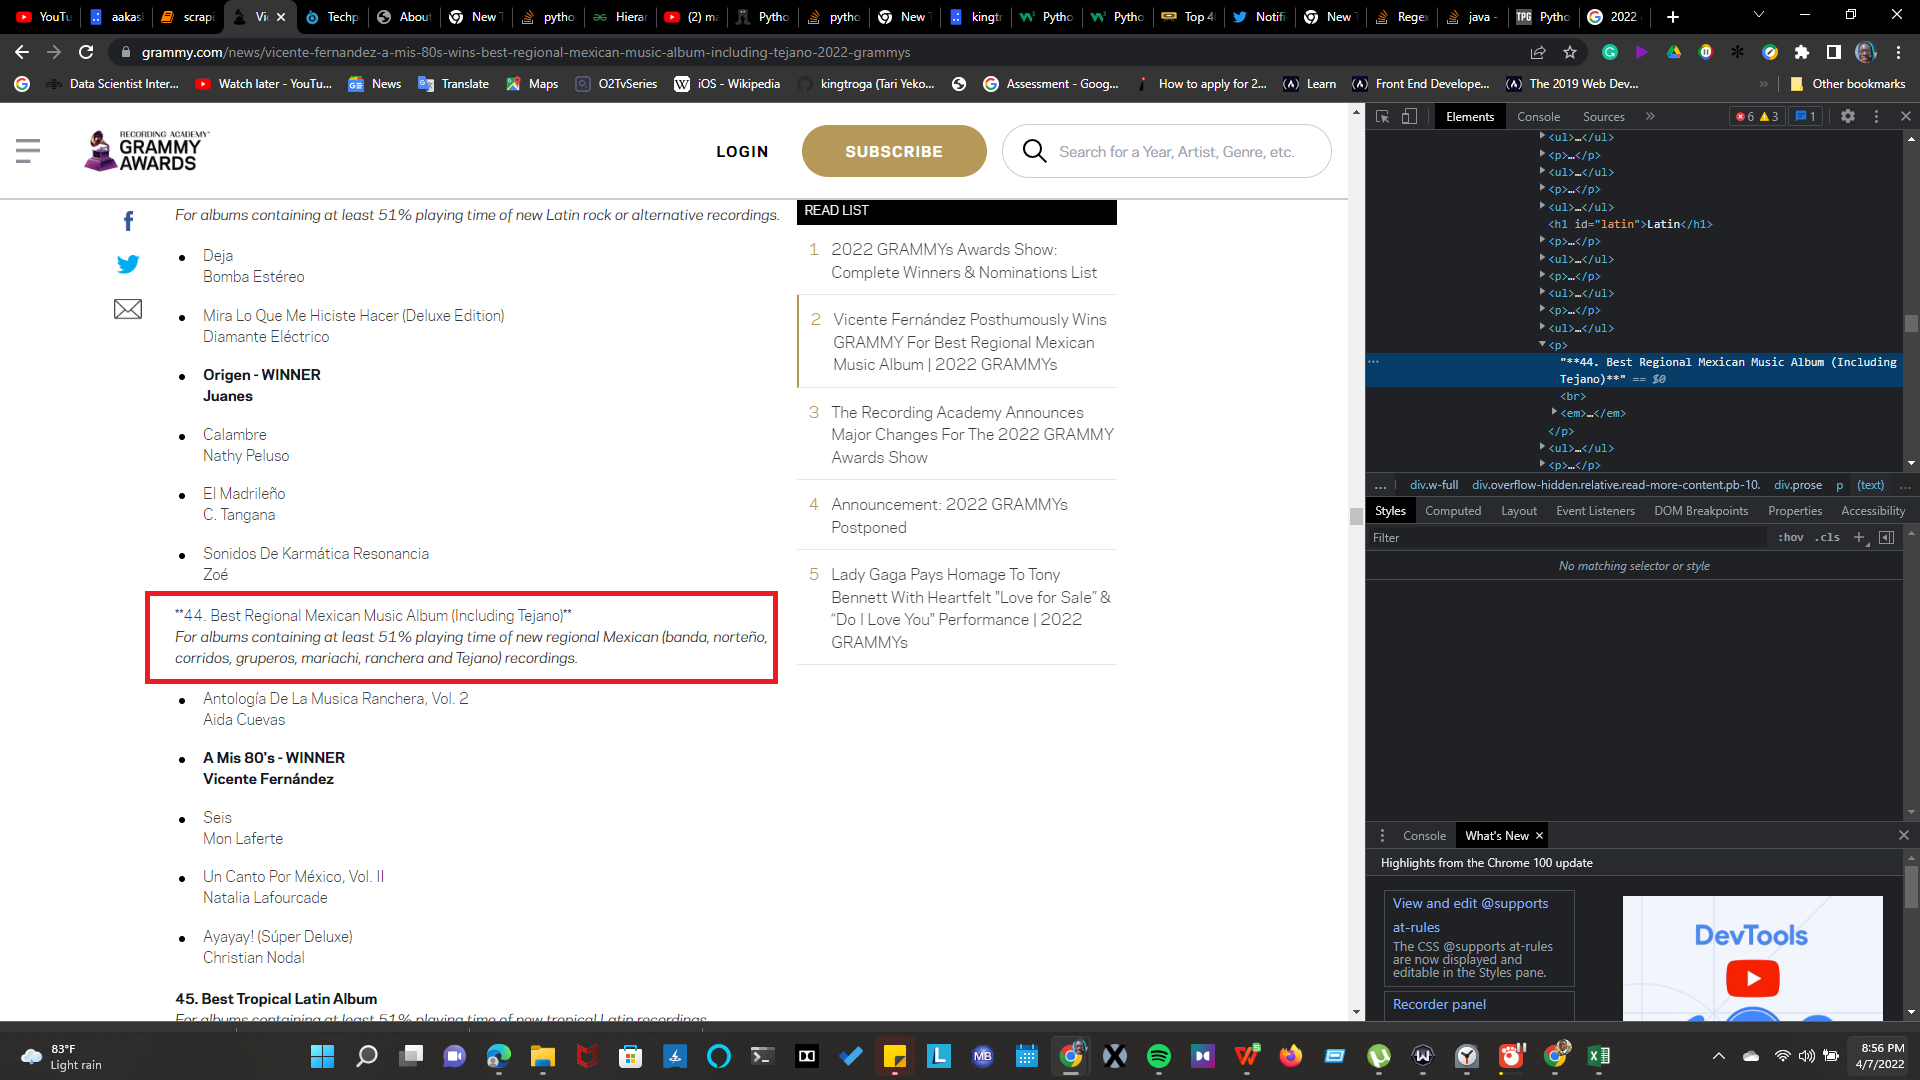 YouTu
aakas
scrapi
Vic
Techp
About
New T
pytho
Hierar
(2) ma
Pytho
pytho
New T
kingt
Pytho
Pytho
Top 4
Notifi
New T
Regex
java -
Pytho
2022
grammy.com/news/vicente-fernandez-a-mis-80s-wins-best-regional-mexican-music-album-including-tejano-2022-grammys
Data Scientist Inter...
Watch later - YouTu...
News
Translate
Maps
O2TvSeries
iOS - Wikipedia
kingtroga (Tari Yeko...
Assessment - Goog...
How to apply for 2...
Learn
Front End Develope...
The 2019 Web Dev...
»
Other bookmarks
RECORDING ACADEMY
GRAMMY
AWARDS
LOGIN
SUBSCRIBE
Search for a Year, Artist, Genre, etc.
For albums containing at least 51% playing time of new Latin rock or alternative recordings.
Deja
Bomba Estéreo
Mira Lo Que Me Hiciste Hacer (Deluxe Edition)
Diamante Eléctrico
Origen - WINNER
Juanes
Calambre
Nathy Peluso
El Madrileño
C. Tangana
Sonidos De Karmática Resonancia
Zoé
**44. Best Regional Mexican Music Album (Including Tejano)**
For albums containing at least 51% playing time of new regional Mexican (banda, norteño,
corridos, gruperos, mariachi, ranchera and Tejano) recordings.
Antología De La Musica Ranchera, Vol. 2
Aida Cuevas
A Mis 80's - WINNER
Vicente Fernández
Seis
Mon Laferte
Un Canto Por México, Vol. II
Natalia Lafourcade
Ayayay! (Súper Deluxe)
Christian Nodal
45. Best Tropical Latin Album
For albums containing at least 51% playing time of new tropical Latin recordings.
READ LIST
1 2022 GRAMMYs Awards Show:
Complete Winners & Nominations List
2 Vicente Fernández Posthumously Wins
GRAMMY For Best Regional Mexican
Music Album | 2022 GRAMMYs
3 The Recording Academy Announces
Major Changes For The 2022 GRAMMY
Awards Show
4 Announcement: 2022 GRAMMYs
Postponed
5 Lady Gaga Pays Homage To Tony
Bennett With Heartfelt "Love for Sale” &
“Do I Love You” Performance | 2022
GRAMMYs
Elements Console Sources » 6 3 1
<ul>…</ul>
<p>…</p>
<ul>…</ul>
<p>…</p>
<ul>…</ul>
<h1 id="latin">Latin</h1>
<p>…</p>
<ul>…</ul>
<p>…</p>
<ul>…</ul>
<p>…</p>
<ul>…</ul>
<p>
"**44. Best Regional Mexican Music Album (Including
Tejano)**" == $0
<br>
<em>…</em>
</p>
<ul>…</ul>
<p>…</p>
... div.w-full div.overflow-hidden.relative.read-more-content.pb-10. div.prose p (text) ...
Styles Computed Layout Event Listeners DOM Breakpoints Properties Accessibility
Filter :hov .cls +
No matching selector or style
Console What's New ×
Highlights from the Chrome 100 update
View and edit @supports
at-rules
The CSS @supports at-rules
are now displayed and
editable in the Styles pane.
Recorder panel
DevTools
83°F
Light rain
8:56 PM
4/7/2022